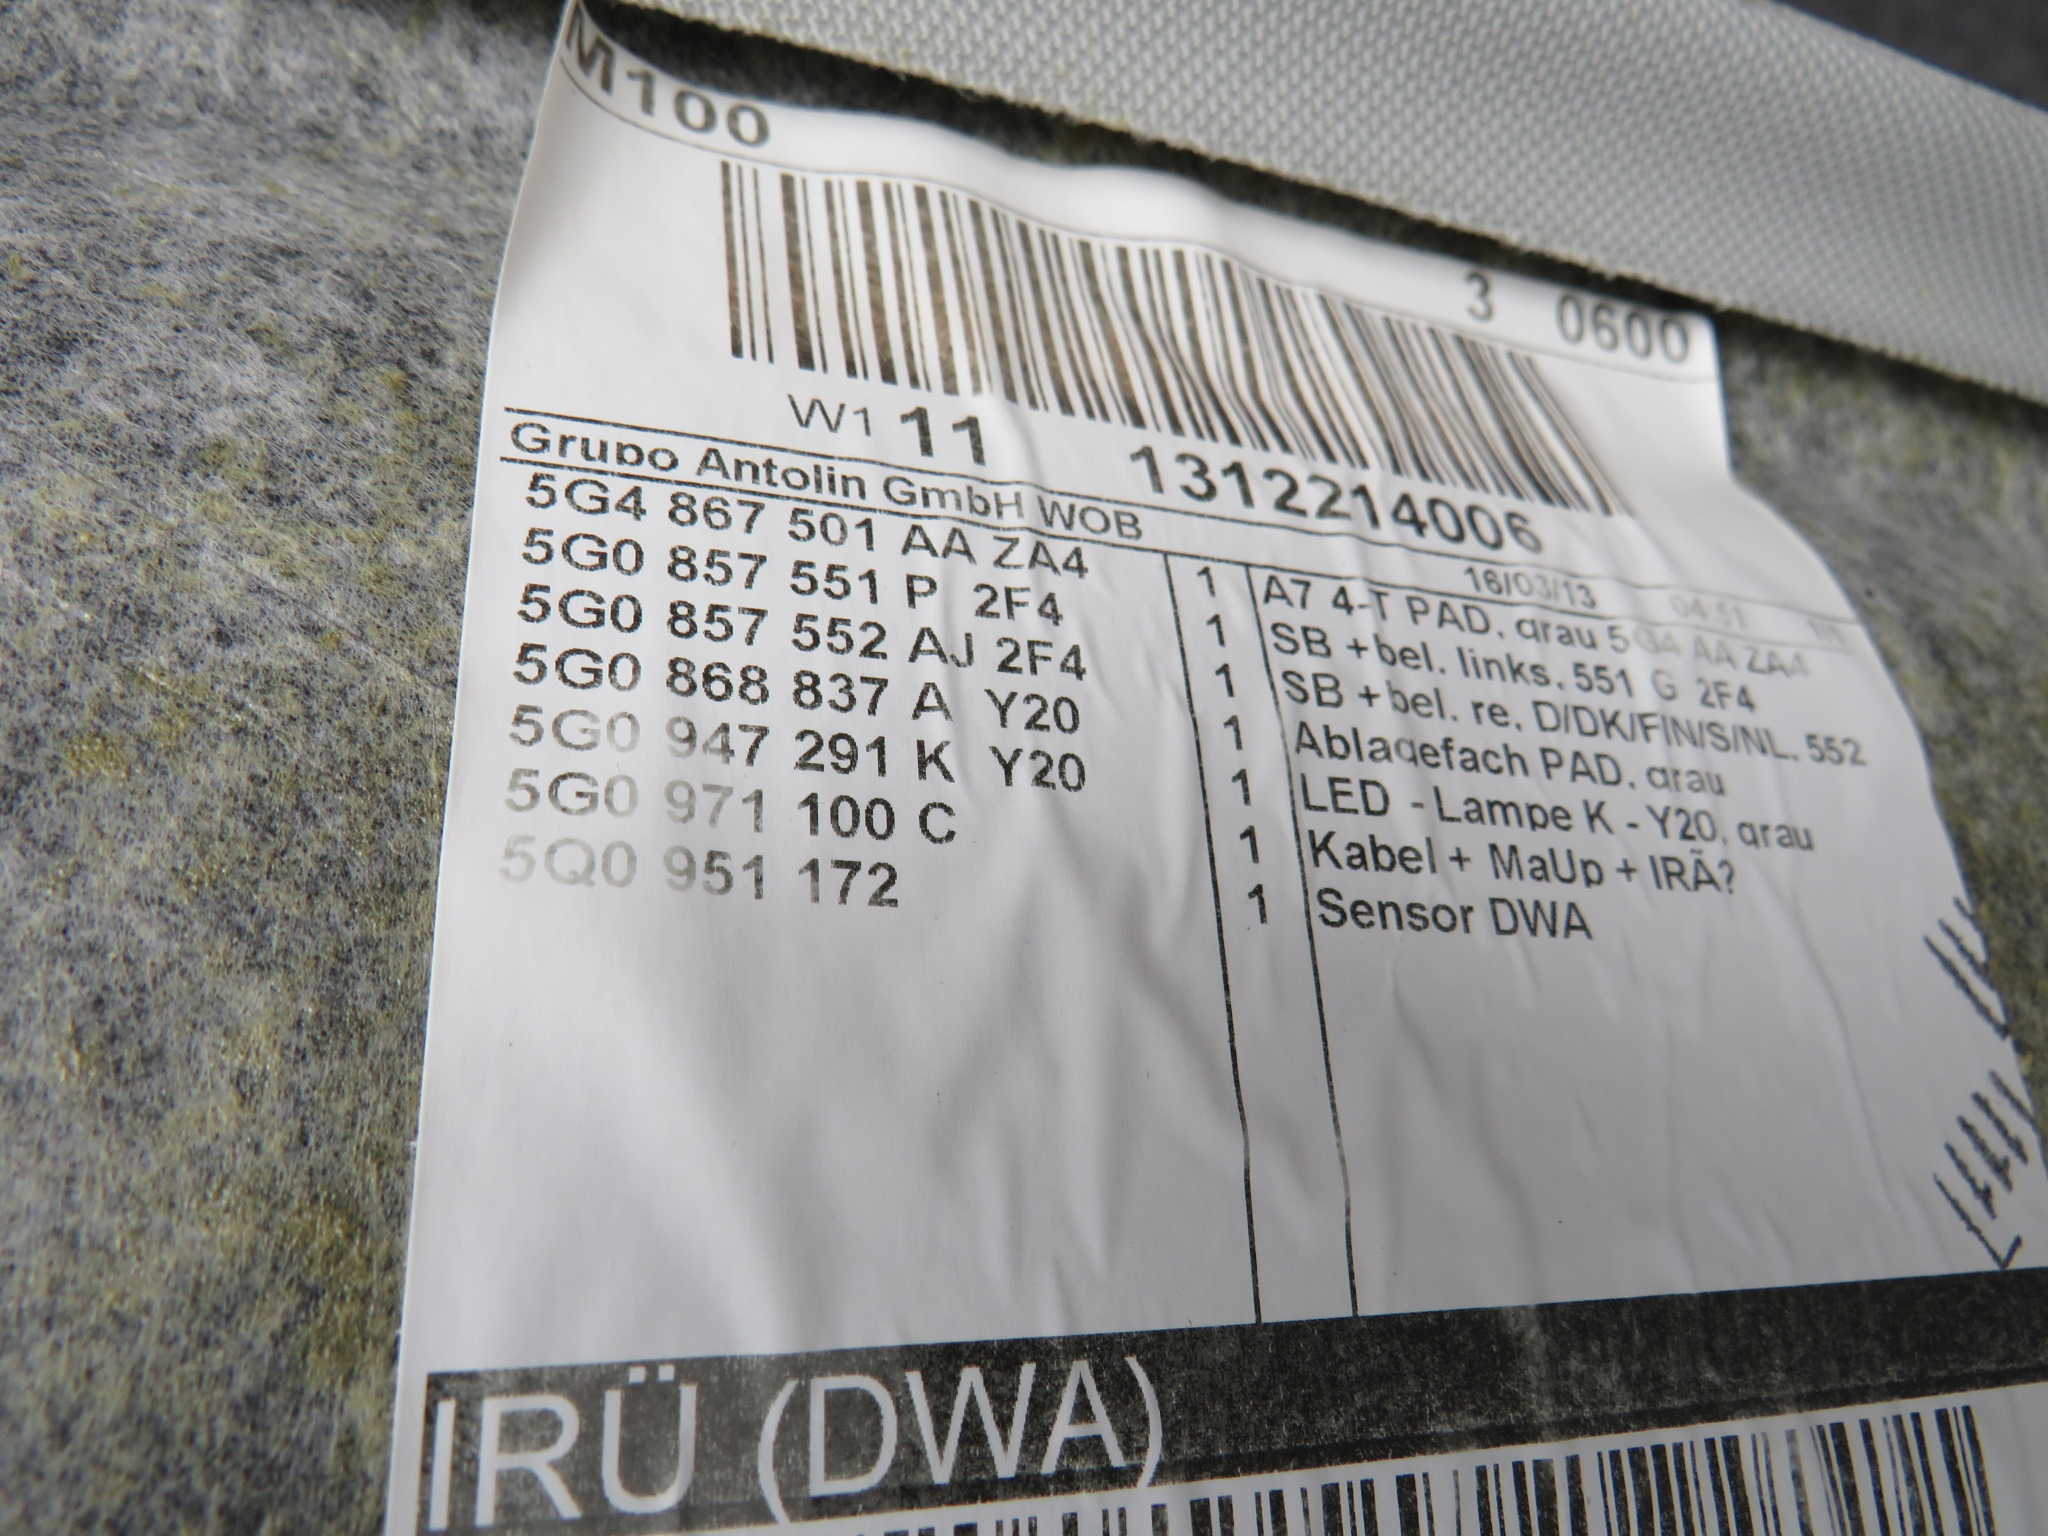 M100
3 0600
W1 11 1312214006
Grupo Antolin GmbH WOB 16/03/13 04:51
5G4 867 501 AA ZA4 1 A7 4-T PAD, grau 5G4 AA ZA4
5G0 857 551 P 2F4 1 SB + bel. links, 551 G 2F4
5G0 857 552 AJ 2F4 1 SB + bel. re. D/DK/FIN/S/NL. 552
5G0 868 837 A Y20 1 Ablagefach PAD, grau
5G0 947 291 K Y20 1 LED - Lampe K - Y20, grau
5G0 971 100 C 1 Kabel + MaUp + IRÃ?
5Q0 951 172 1 Sensor DWA
IRÜ (DWA)